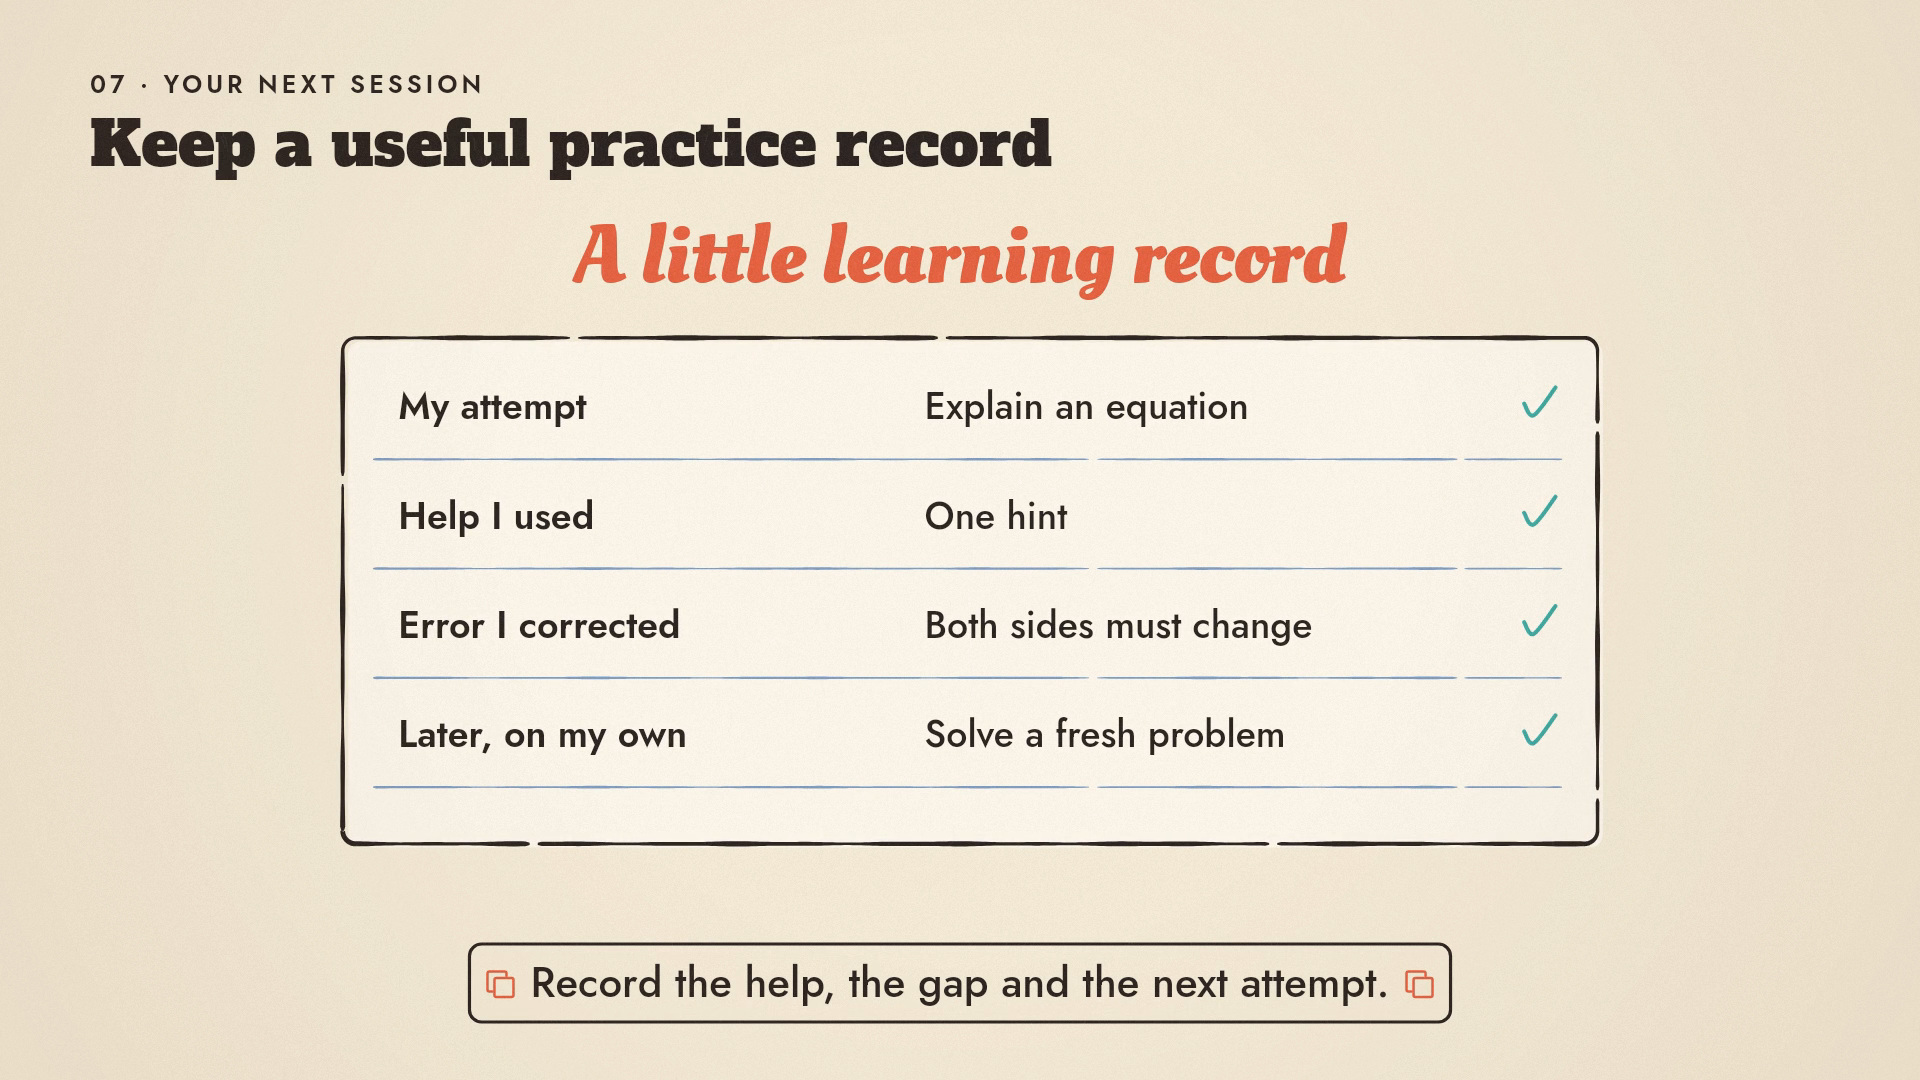 07 · YOUR NEXT SESSION
Keep a useful practice record
A little learning record
My attempt Explain an equation
Help I used One hint
Error I corrected Both sides must change
Later, on my own Solve a fresh problem
Record the help, the gap and the next attempt.